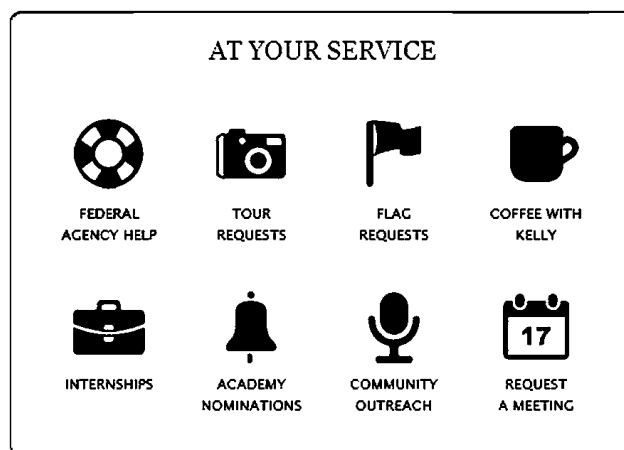 AT YOUR SERVICE
FEDERAL
AGENCY HELP
TOUR
REQUESTS
FLAG
REQUESTS
COFFEE WITH
KELLY
INTERNSHIPS
ACADEMY
NOMINATIONS
COMMUNITY
OUTREACH
17
REQUEST
A MEETING